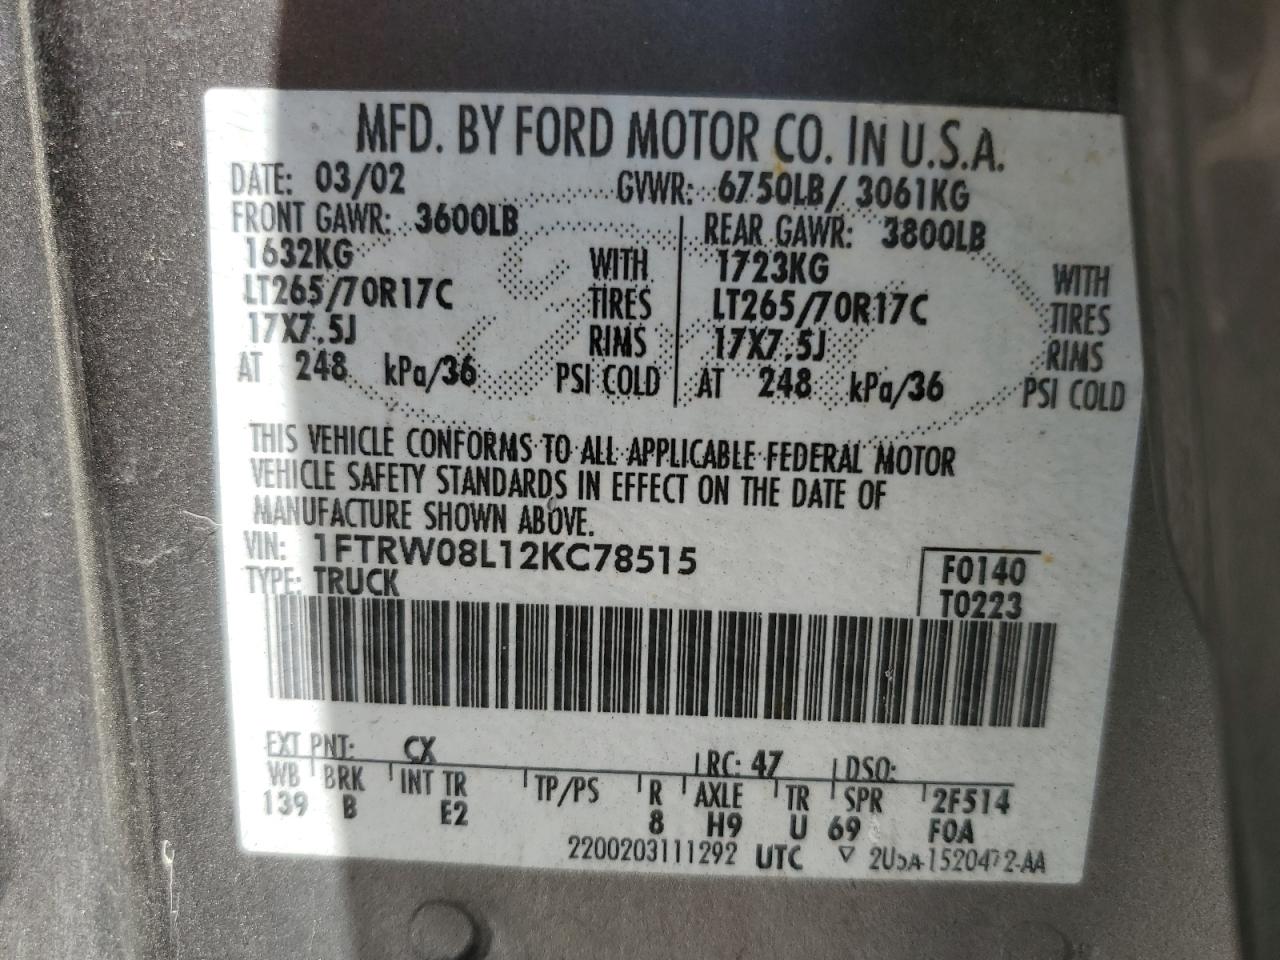 MFD. BY FORD MOTOR CO. IN U.S.A.
DATE: 03/02 GVWR: 6750LB/ 3061KG
FRONT GAWR: 3600LB REAR GAWR: 3800LB
1632KG WITH 1723KG WITH
LT265/70R17C TIRES LT265/70R17C TIRES
17X7.5J RIMS 17X7.5J RIMS
AT 248 kPa/36 PSI COLD AT 248 kPa/36 PSI COLD
THIS VEHICLE CONFORMS TO ALL APPLICABLE FEDERAL MOTOR
VEHICLE SAFETY STANDARDS IN EFFECT ON THE DATE OF
MANUFACTURE SHOWN ABOVE.
VIN: 1FTRW08L12KC78515 F0140
TYPE: TRUCK T0223
EXT PNT: CX RC: 47 DSO:
WB BRK INT TR TP/PS R AXLE TR SPR 2F514
139 B E2 8 H9 U 69 F0A
2200203111292 UTC ▽ 2U5A-1520472-AA